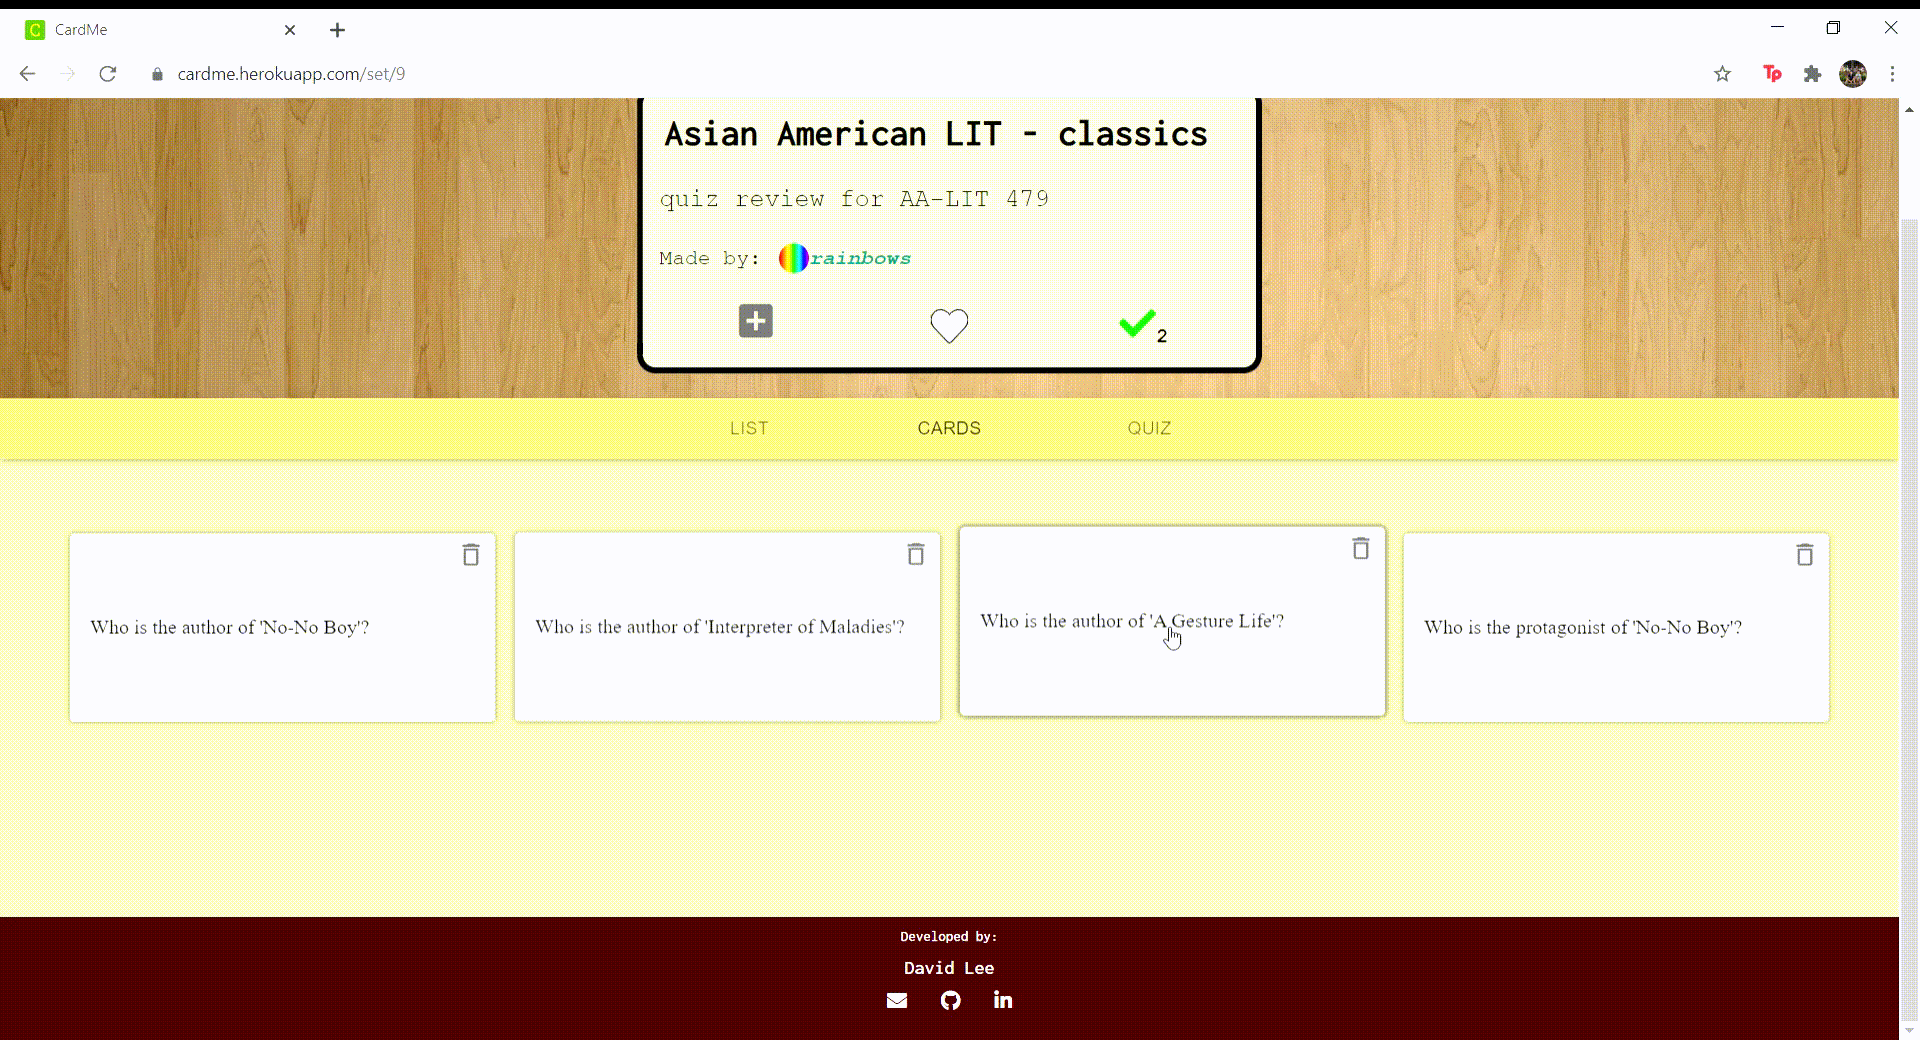 C CardMe
cardme.herokuapp.com/set/9
Tp
Asian American LIT - classics
quiz review for AA-LIT 479
Made by: rainbows
2
LIST CARDS QUIZ
Who is the author of 'No-No Boy'?
Who is the author of 'Interpreter of Maladies'?
Who is the author of 'A Gesture Life'?
Who is the protagonist of 'No-No Boy'?
Developed by:
David Lee
in